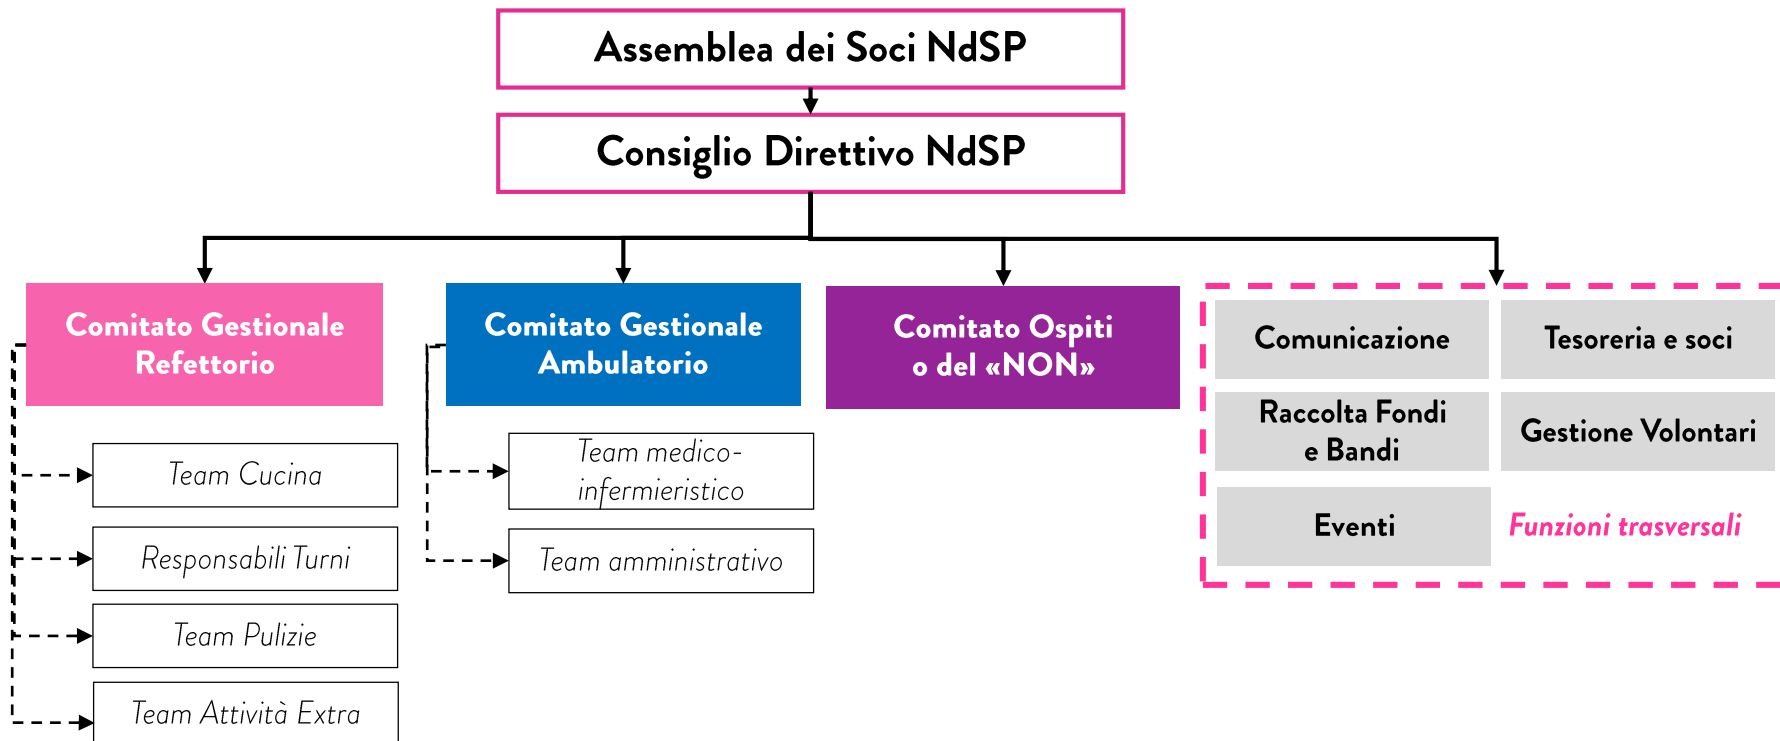 Assemblea dei Soci NdSP
Consiglio Direttivo NdSP
Comitato Gestionale
Refettorio
Team Cucina
Responsabili Turni
Team Pulizie
Team Attività Extra
Comitato Gestionale
Ambulatorio
Team medico-
infermieristico
Team amministrativo
Comitato Ospiti
o del «NON»
Comunicazione
Tesoreria e soci
Raccolta Fondi
e Bandi
Gestione Volontari
Eventi
Funzioni trasversali